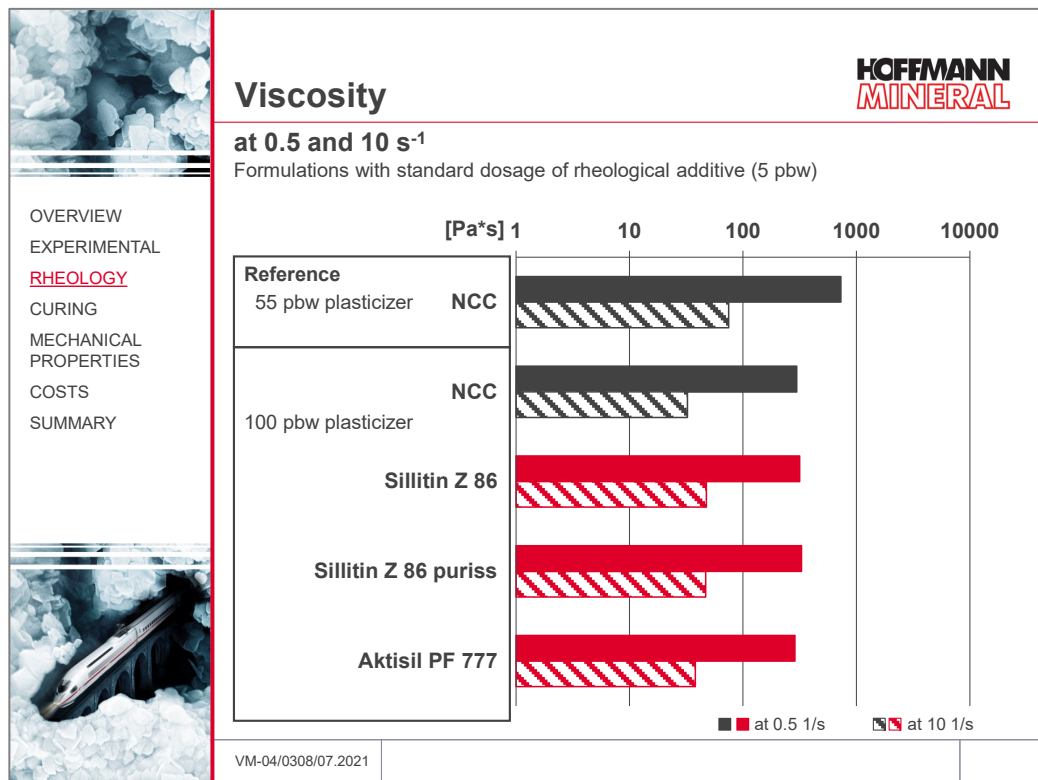 HOFFMANN
MINERAL
Viscosity
at 0.5 and 10 s-1
Formulations with standard dosage of rheological additive (5 pbw)
OVERVIEW
EXPERIMENTAL
RHEOLOGY
CURING
MECHANICAL
PROPERTIES
COSTS
SUMMARY
[Pa*s] 1 10 100 1000 10000
Reference
55 pbw plasticizer NCC
NCC
100 pbw plasticizer
Sillitin Z 86
Sillitin Z 86 puriss
Aktisil PF 777
at 0.5 1/s at 10 1/s
VM-04/0308/07.2021